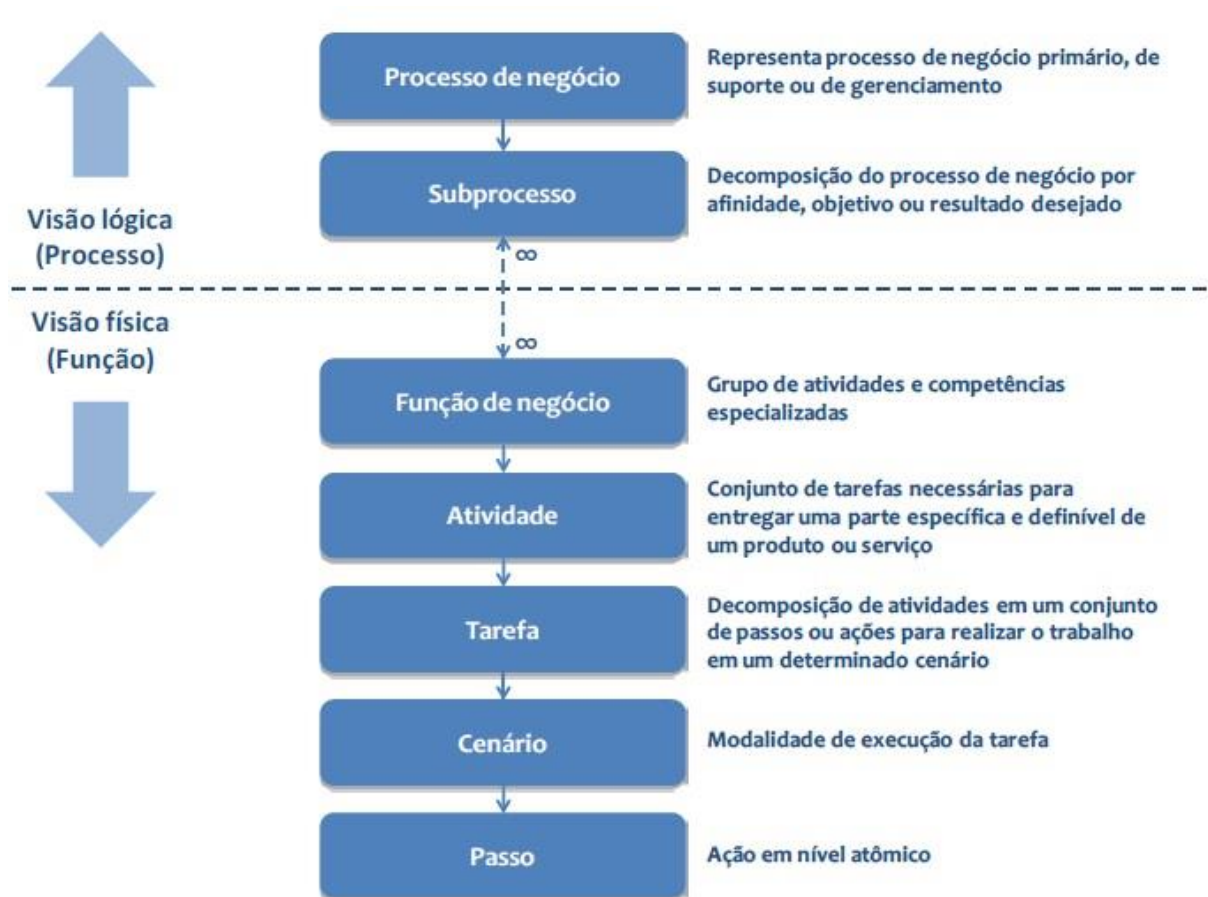 Processo de negócio
Representa processo de negócio primário, de
suporte ou de gerenciamento
Subprocesso
Decomposição do processo de negócio por
afinidade, objetivo ou resultado desejado
Visão lógica
(Processo)
∞
Visão física
(Função)
∞
Função de negócio
Grupo de atividades e competências
especializadas
Atividade
Conjunto de tarefas necessárias para
entregar uma parte específica e definível de
um produto ou serviço
Tarefa
Decomposição de atividades em um conjunto
de passos ou ações para realizar o trabalho
em um determinado cenário
Cenário
Modalidade de execução da tarefa
Passo
Ação em nível atômico